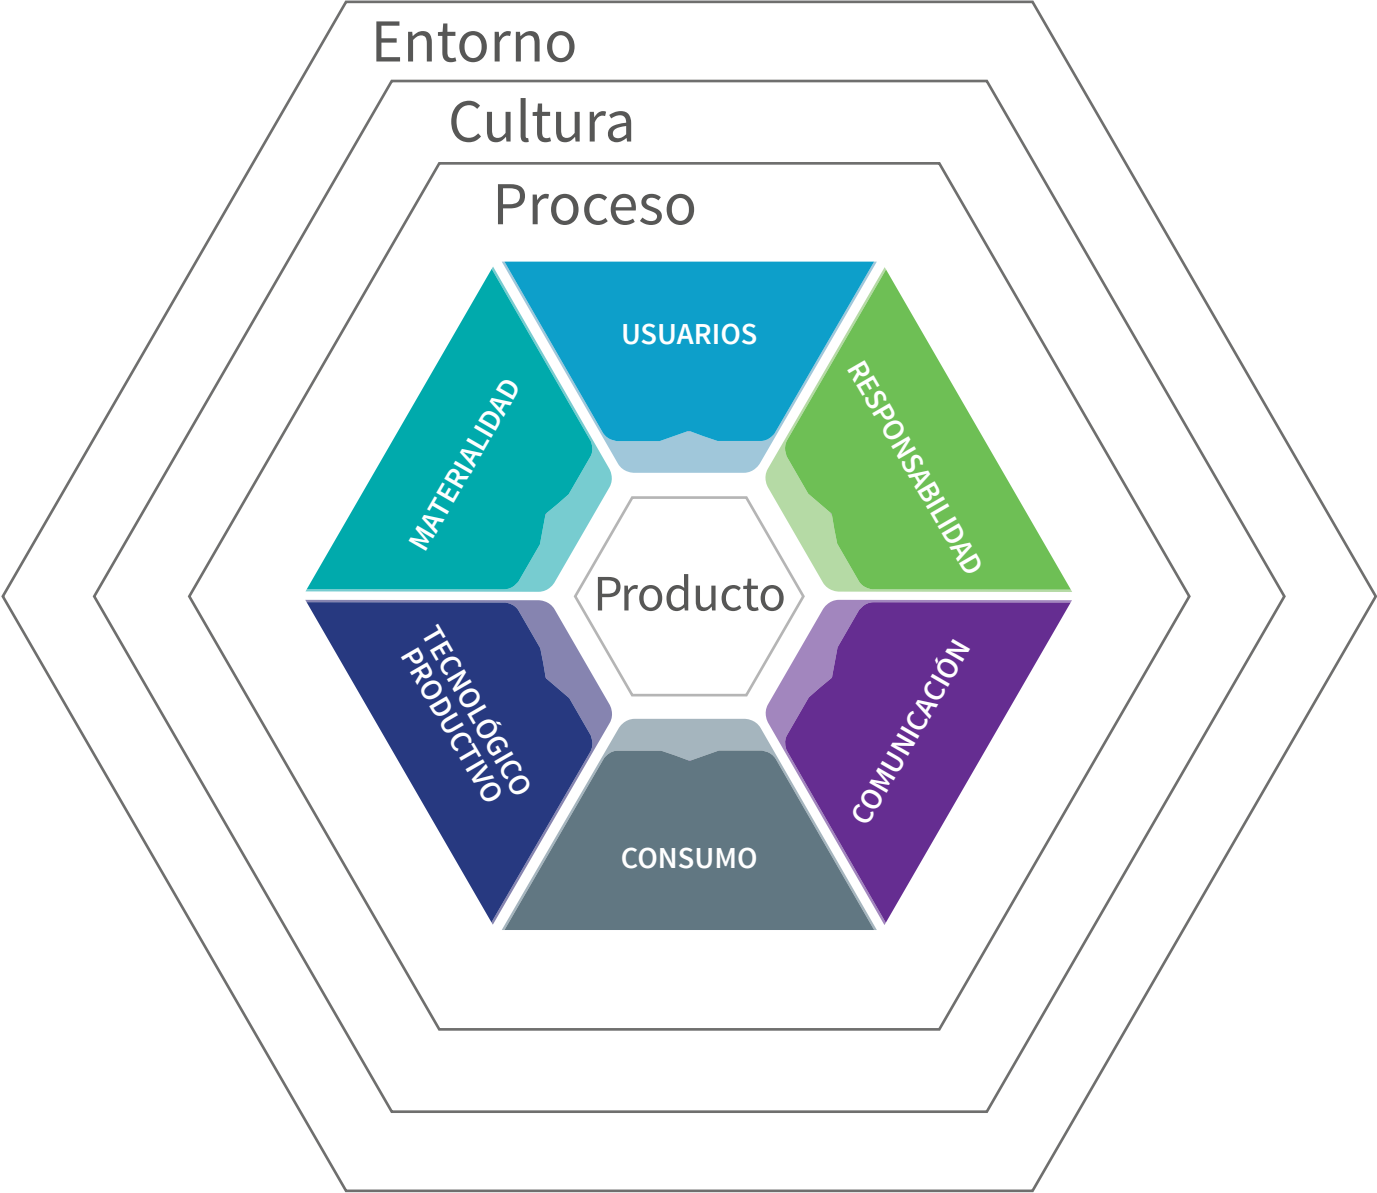 Entorno
Cultura
Proceso
USUARIOS
MATERIALIDAD
RESPONSABILIDAD
Producto
TECNOLÓGICO
PRODUCTIVO
COMUNICACIÓN
CONSUMO